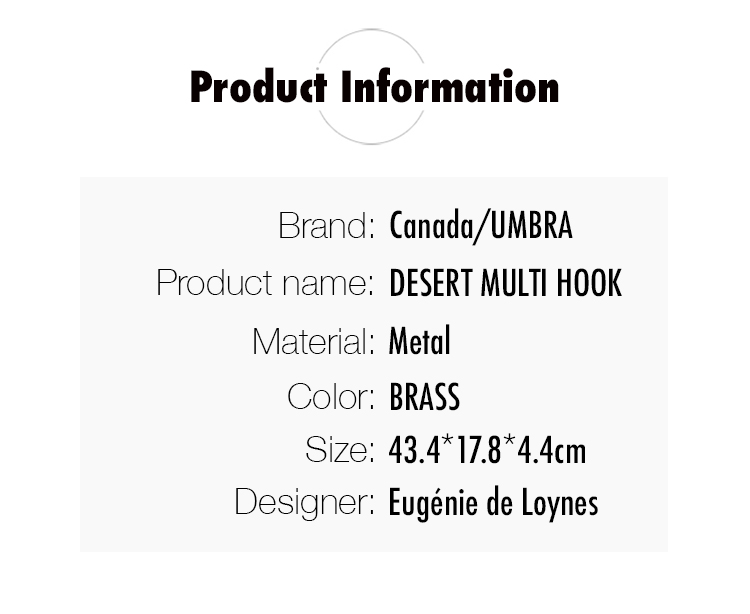 Product Information
Brand: Canada/UMBRA
Product name: DESERT MULTI HOOK
Material: Metal
Color: BRASS
Size: 43.4*17.8*4.4cm
Designer: Eugénie de Loynes